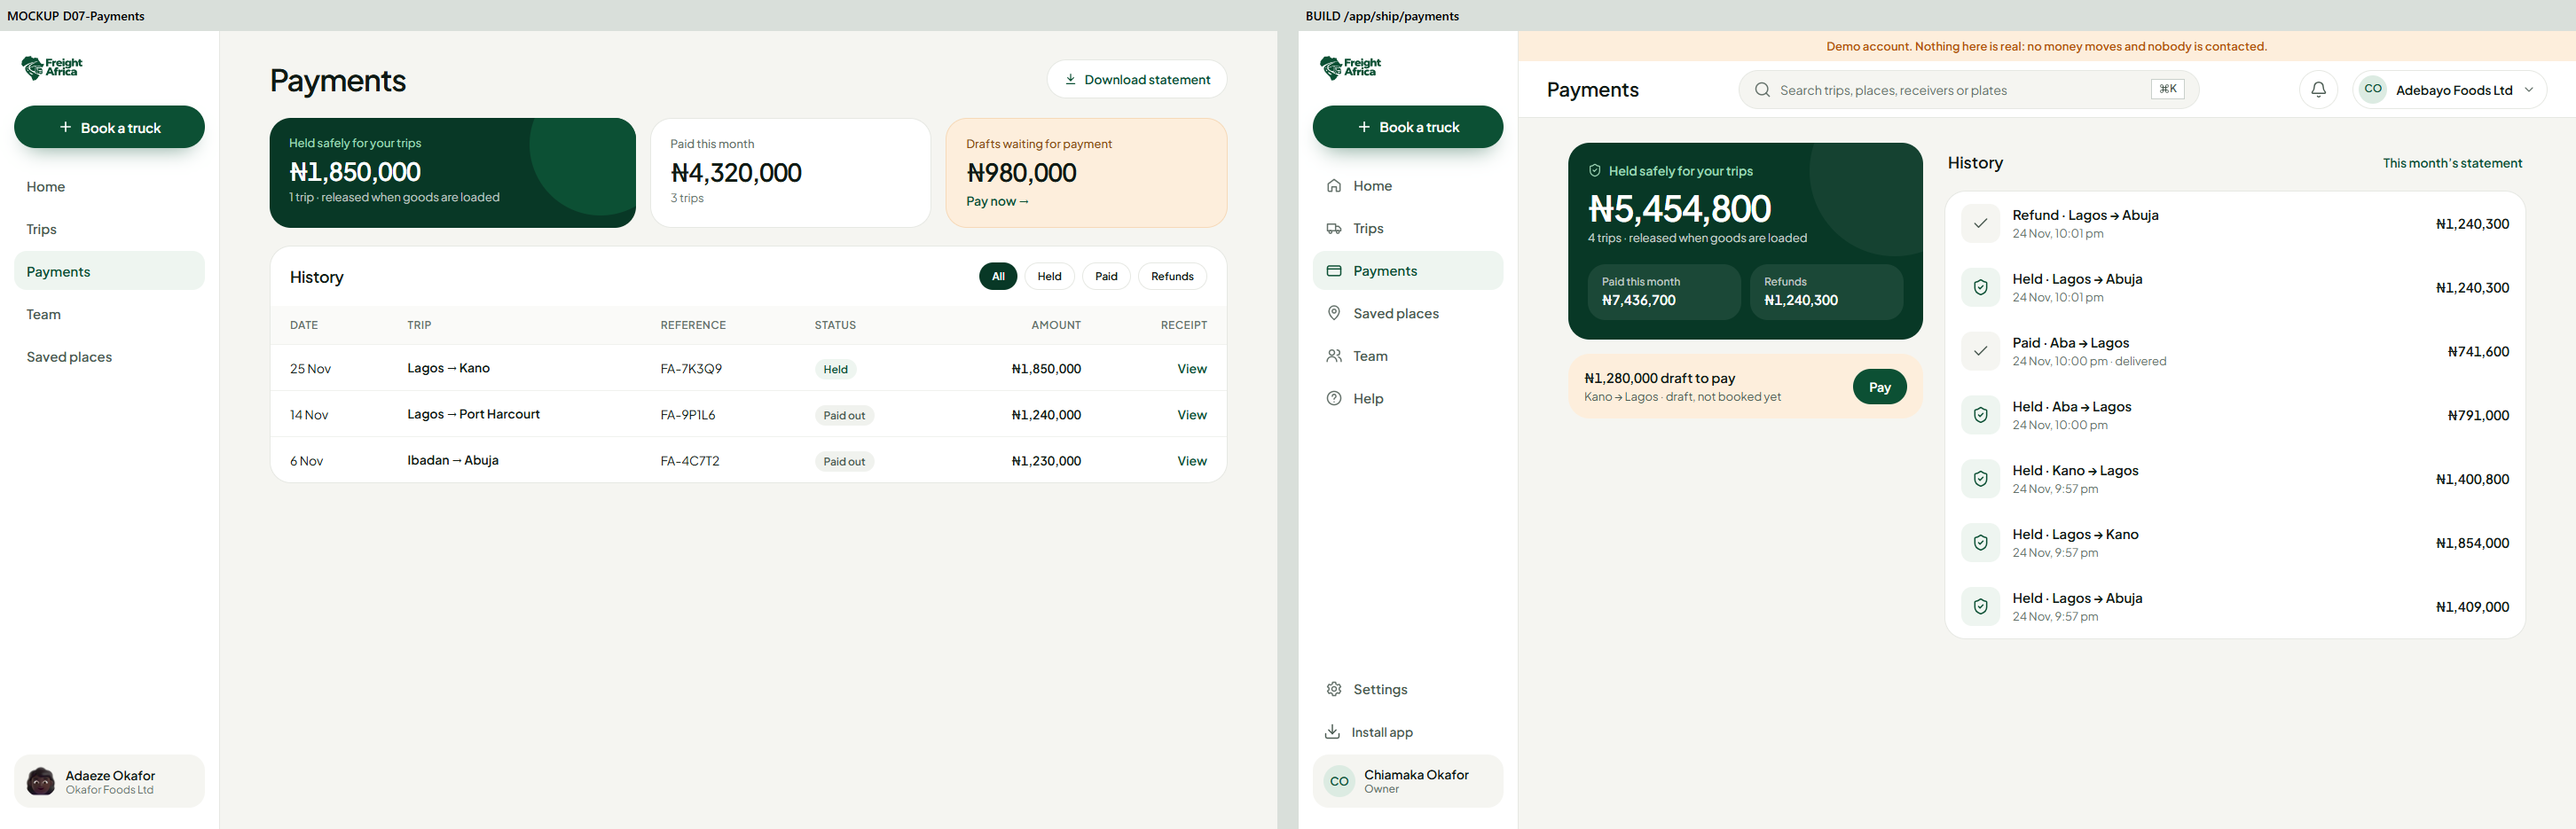 MOCKUP D07-Payments
Freight
Africa
+ Book a truck
Home
Trips
Payments
Team
Saved places
Adaeze Okafor
Okafor Foods Ltd
Payments
Download statement
Held safely for your trips
₦1,850,000
1 trip · released when goods are loaded
Paid this month
₦4,320,000
3 trips
Drafts waiting for payment
₦980,000
Pay now →
History
All Held Paid Refunds
DATE TRIP REFERENCE STATUS AMOUNT RECEIPT
25 Nov Lagos → Kano FA-7K3Q9 Held ₦1,850,000 View
14 Nov Lagos → Port Harcourt FA-9P1L6 Paid out ₦1,240,000 View
6 Nov Ibadan → Abuja FA-4C7T2 Paid out ₦1,230,000 View
BUILD /app/ship/payments
Freight
Africa
+ Book a truck
Home
Trips
Payments
Saved places
Team
Help
Settings
Install app
CO Chiamaka Okafor
Owner
Demo account. Nothing here is real: no money moves and nobody is contacted.
Payments
Search trips, places, receivers or plates ⌘K
CO Adebayo Foods Ltd
Held safely for your trips
₦5,454,800
4 trips · released when goods are loaded
Paid this month
₦7,436,700
Refunds
₦1,240,300
₦1,280,000 draft to pay
Kano → Lagos · draft, not booked yet
Pay
History
This month's statement
Refund · Lagos → Abuja ₦1,240,300
24 Nov, 10:01 pm
Held · Lagos → Abuja ₦1,240,300
24 Nov, 10:01 pm
Paid · Aba → Lagos ₦741,600
24 Nov, 10:00 pm · delivered
Held · Aba → Lagos ₦791,000
24 Nov, 10:00 pm
Held · Kano → Lagos ₦1,400,800
24 Nov, 9:57 pm
Held · Lagos → Kano ₦1,854,000
24 Nov, 9:57 pm
Held · Lagos → Abuja ₦1,409,000
24 Nov, 9:57 pm